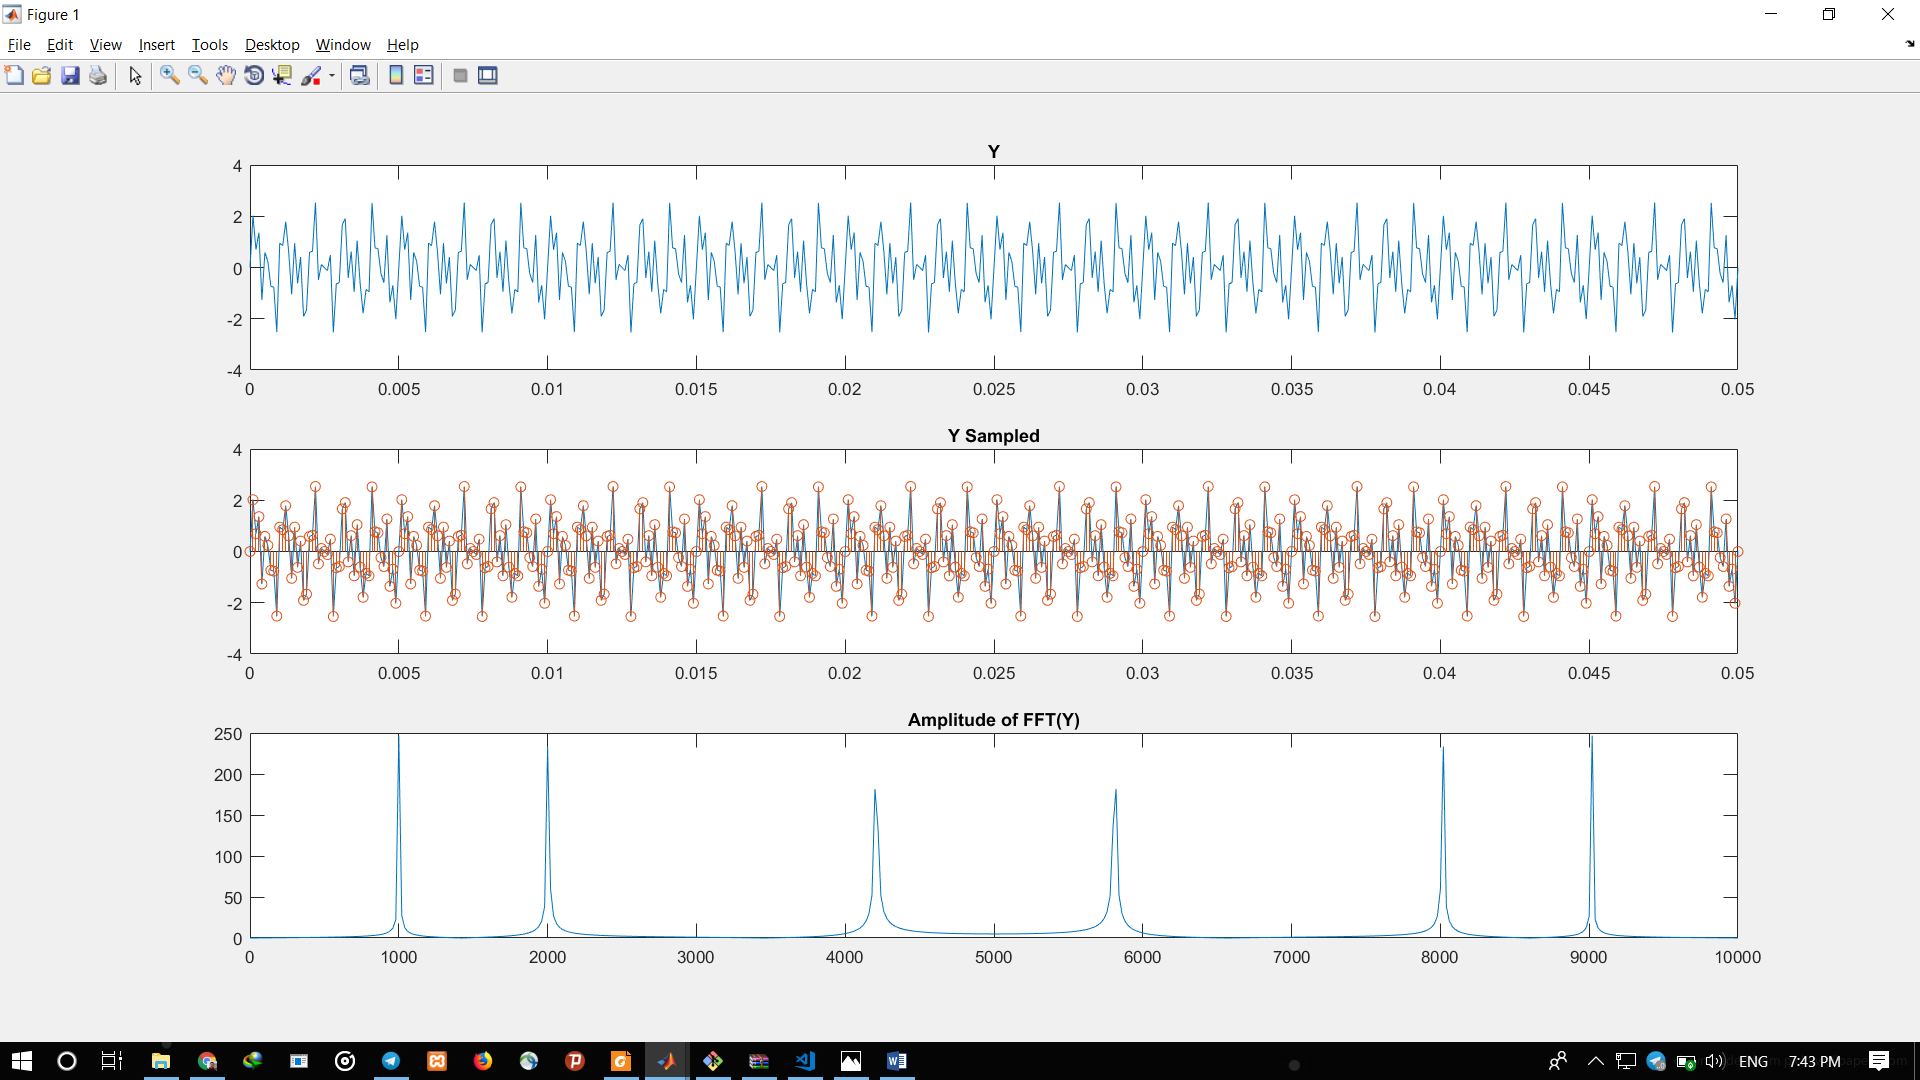 Figure 1
File Edit View Insert Tools Desktop Window Help
Y
4
2
0
-2
-4
0 0.005 0.01 0.015 0.02 0.025 0.03 0.035 0.04 0.045 0.05
Y Sampled
4
2
0
-2
-4
0 0.005 0.01 0.015 0.02 0.025 0.03 0.035 0.04 0.045 0.05
Amplitude of FFT(Y)
250
200
150
100
50
0
0 1000 2000 3000 4000 5000 6000 7000 8000 9000 10000
ENG 7:43 PM